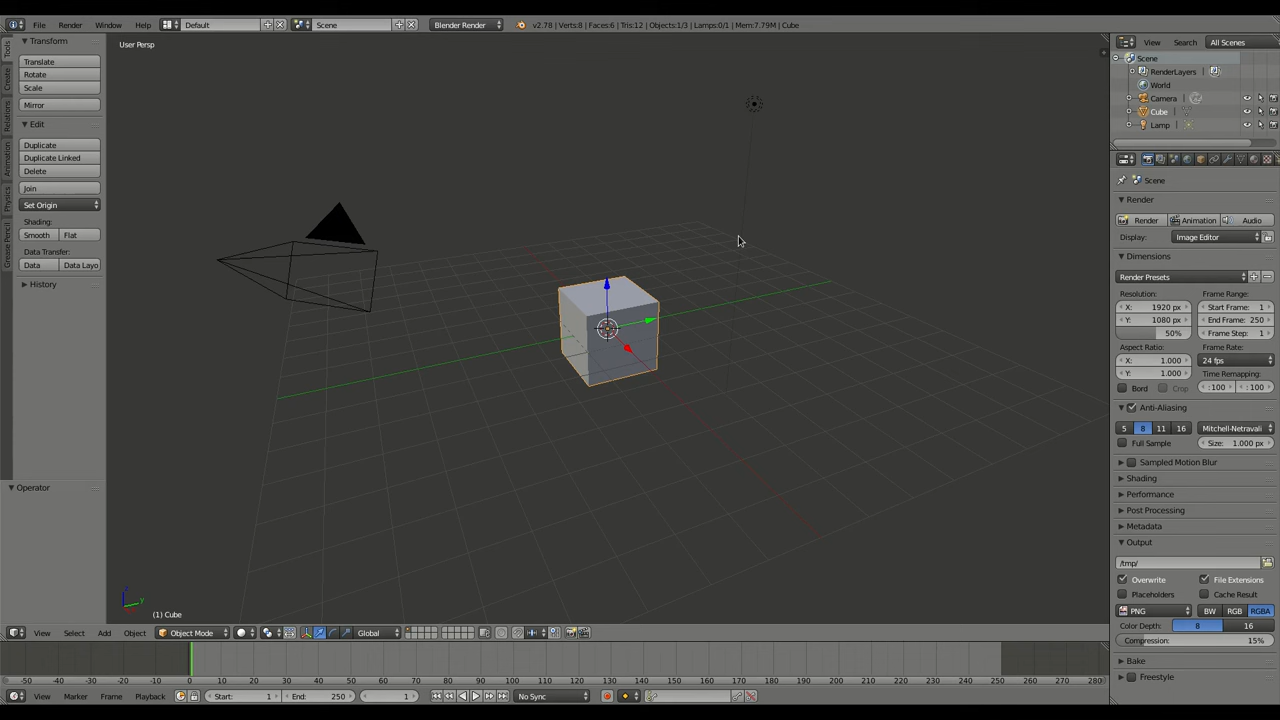 File Render Window Help Default Scene Blender Render v2.78 | Verts:8 | Faces:6 | Tris:12 | Objects:1/3 | Lamps:0/1 | Mem:7.79M | Cube
Tools
Create
Relations
Animation
Physics
Grease Pencil
Transform
Translate
Rotate
Scale
Mirror
Edit
Duplicate
Duplicate Linked
Delete
Join
Set Origin
Shading:
Smooth Flat
Data Transfer:
Data Data Layo
History
Operator
User Persp
(1) Cube
View Select Add Object Object Mode Global
-50 -40 -30 -20 -10 0 10 20 30 40 50 60 70 80 90 100 110 120 130 140 150 160 170 180 190 200 210 220 230 240 250 260 270 280
View Marker Frame Playback Start: 1 End: 250 1 No Sync
View Search All Scenes
Scene
RenderLayers
World
Camera
Cube
Lamp
Scene
Render
Render Animation Audio
Display: Image Editor
Dimensions
Render Presets
Resolution: Frame Range:
X: 1920 px Start Frame: 1
Y: 1080 px End Frame: 250
50% Frame Step: 1
Aspect Ratio: Frame Rate:
X: 1.000 24 fps
Y: 1.000 Time Remapping:
Bord Crop :100 :100
Anti-Aliasing
5 8 11 16 Mitchell-Netravali
Full Sample Size: 1.000 px
Sampled Motion Blur
Shading
Performance
Post Processing
Metadata
Output
/tmp/
Overwrite File Extensions
Placeholders Cache Result
PNG BW RGB RGBA
Color Depth: 8 16
Compression: 15%
Bake
Freestyle